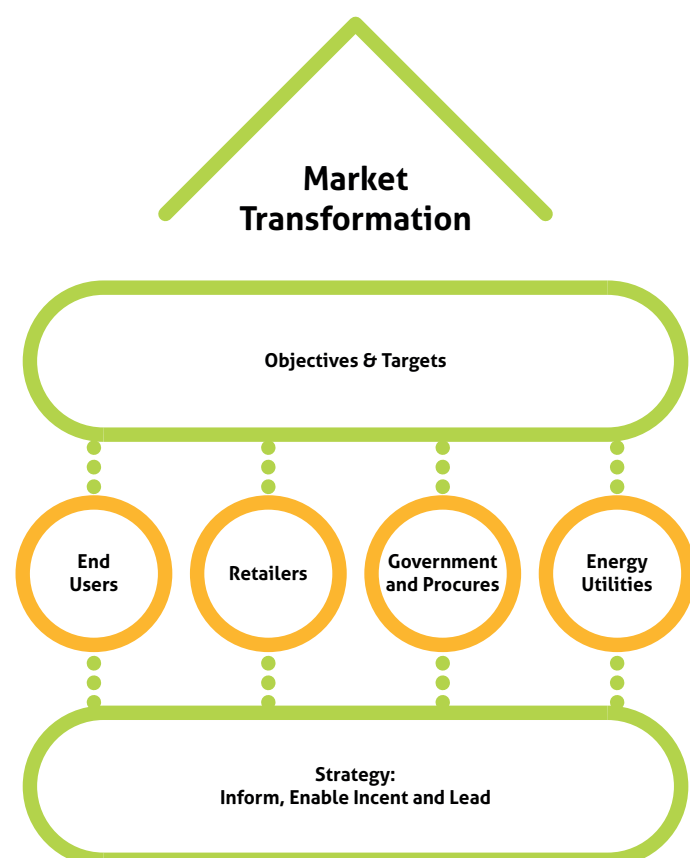 Market
Transformation
Objectives & Targets
End
Users
Retailers
Government
and Procures
Energy
Utilities
Strategy:
Inform, Enable Incent and Lead